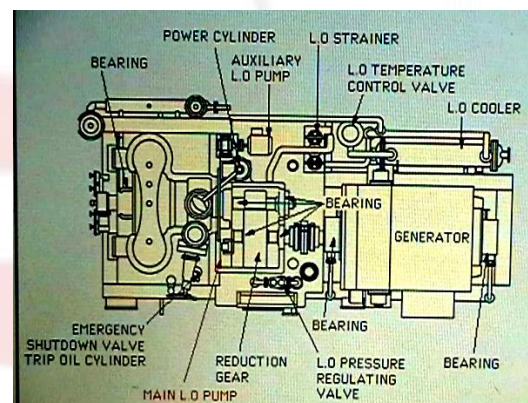 POWER CYLINDER
L.O STRAINER
AUXILIARY
L.O PUMP
BEARING
L.O TEMPERATURE
CONTROL VALVE
L.O COOLER
BEARING
GENERATOR
BEARING
EMERGENCY
SHUTDOWN VALVE
TRIP OIL CYLINDER
REDUCTION
GEAR
L.O PRESSURE
REGULATING
VALVE
BEARING
MAIN L.O PUMP